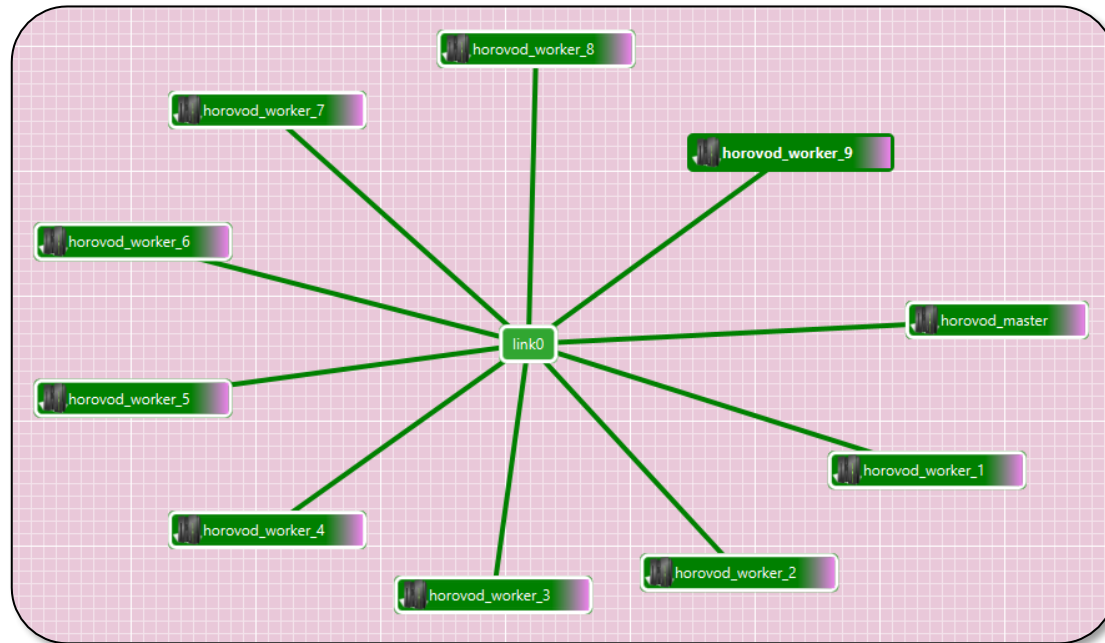 horovod_worker_8
horovod_worker_7
horovod_worker_9
horovod_worker_6
horovod_master
link0
horovod_worker_5
horovod_worker_1
horovod_worker_4
horovod_worker_2
horovod_worker_3